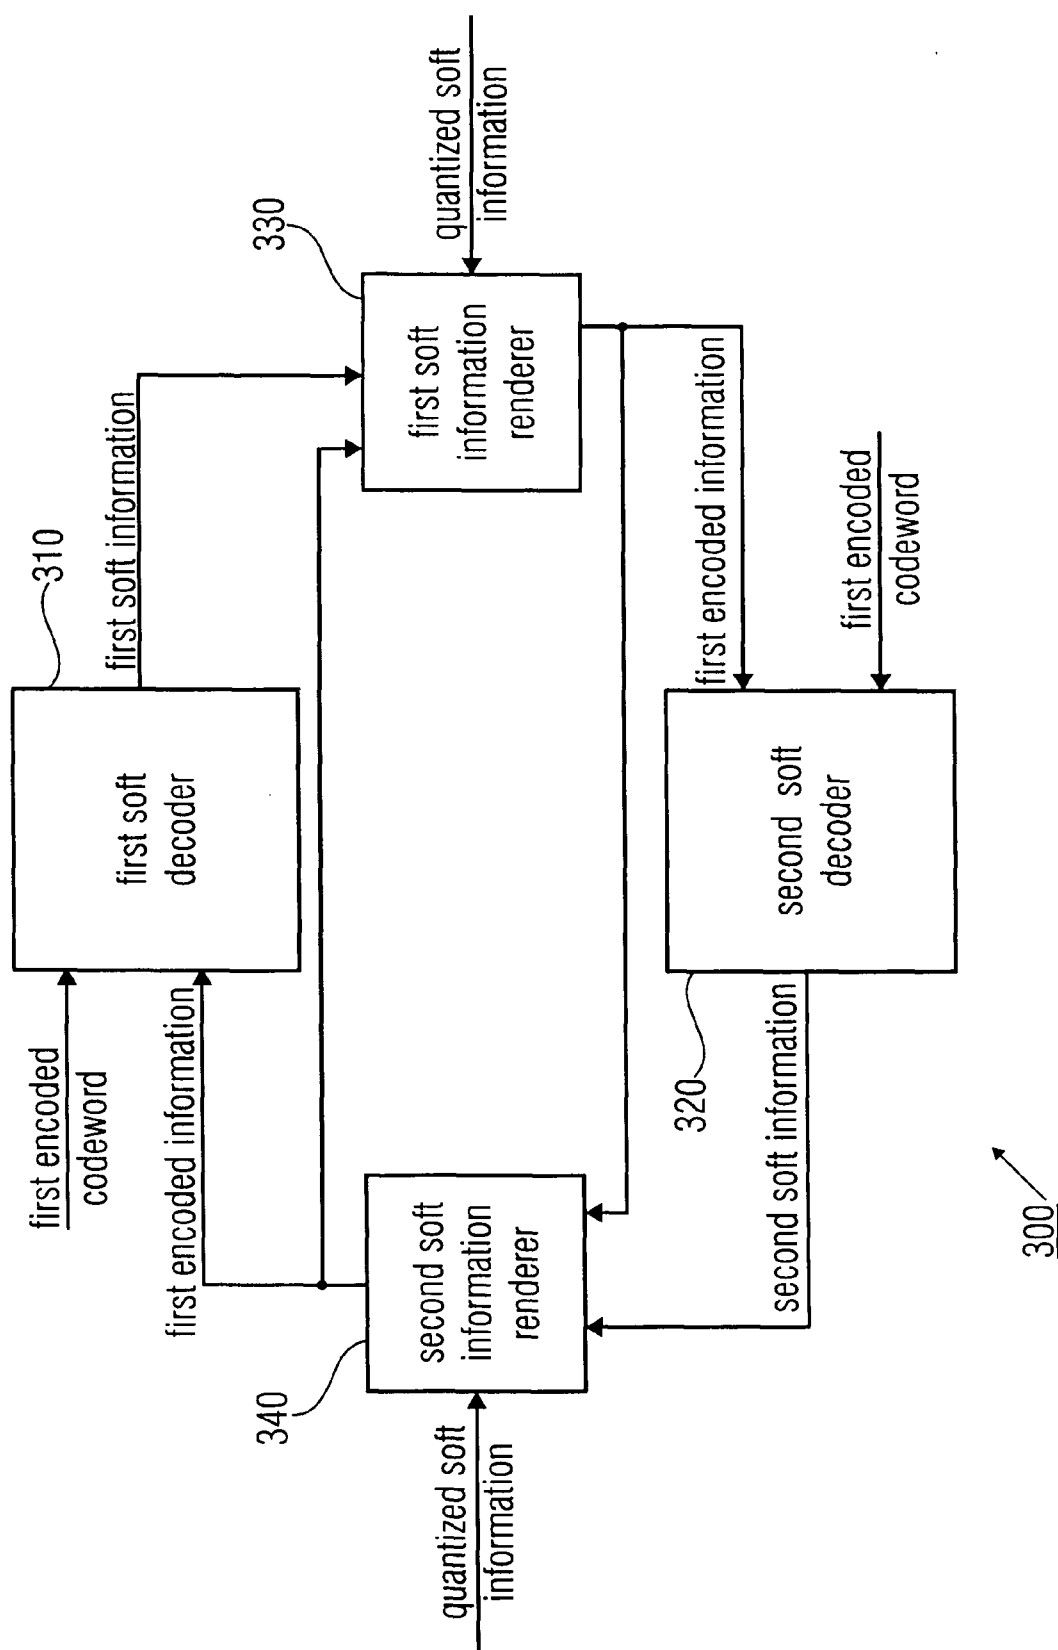 310
first soft
decoder
first soft information
first encoded
codeword
first encoded information
330
first soft
information
renderer
quantized soft
information
340
second soft
information
renderer
quantized soft
information
first encoded information
first encoded
codeword
320
second soft
decoder
second soft information
300